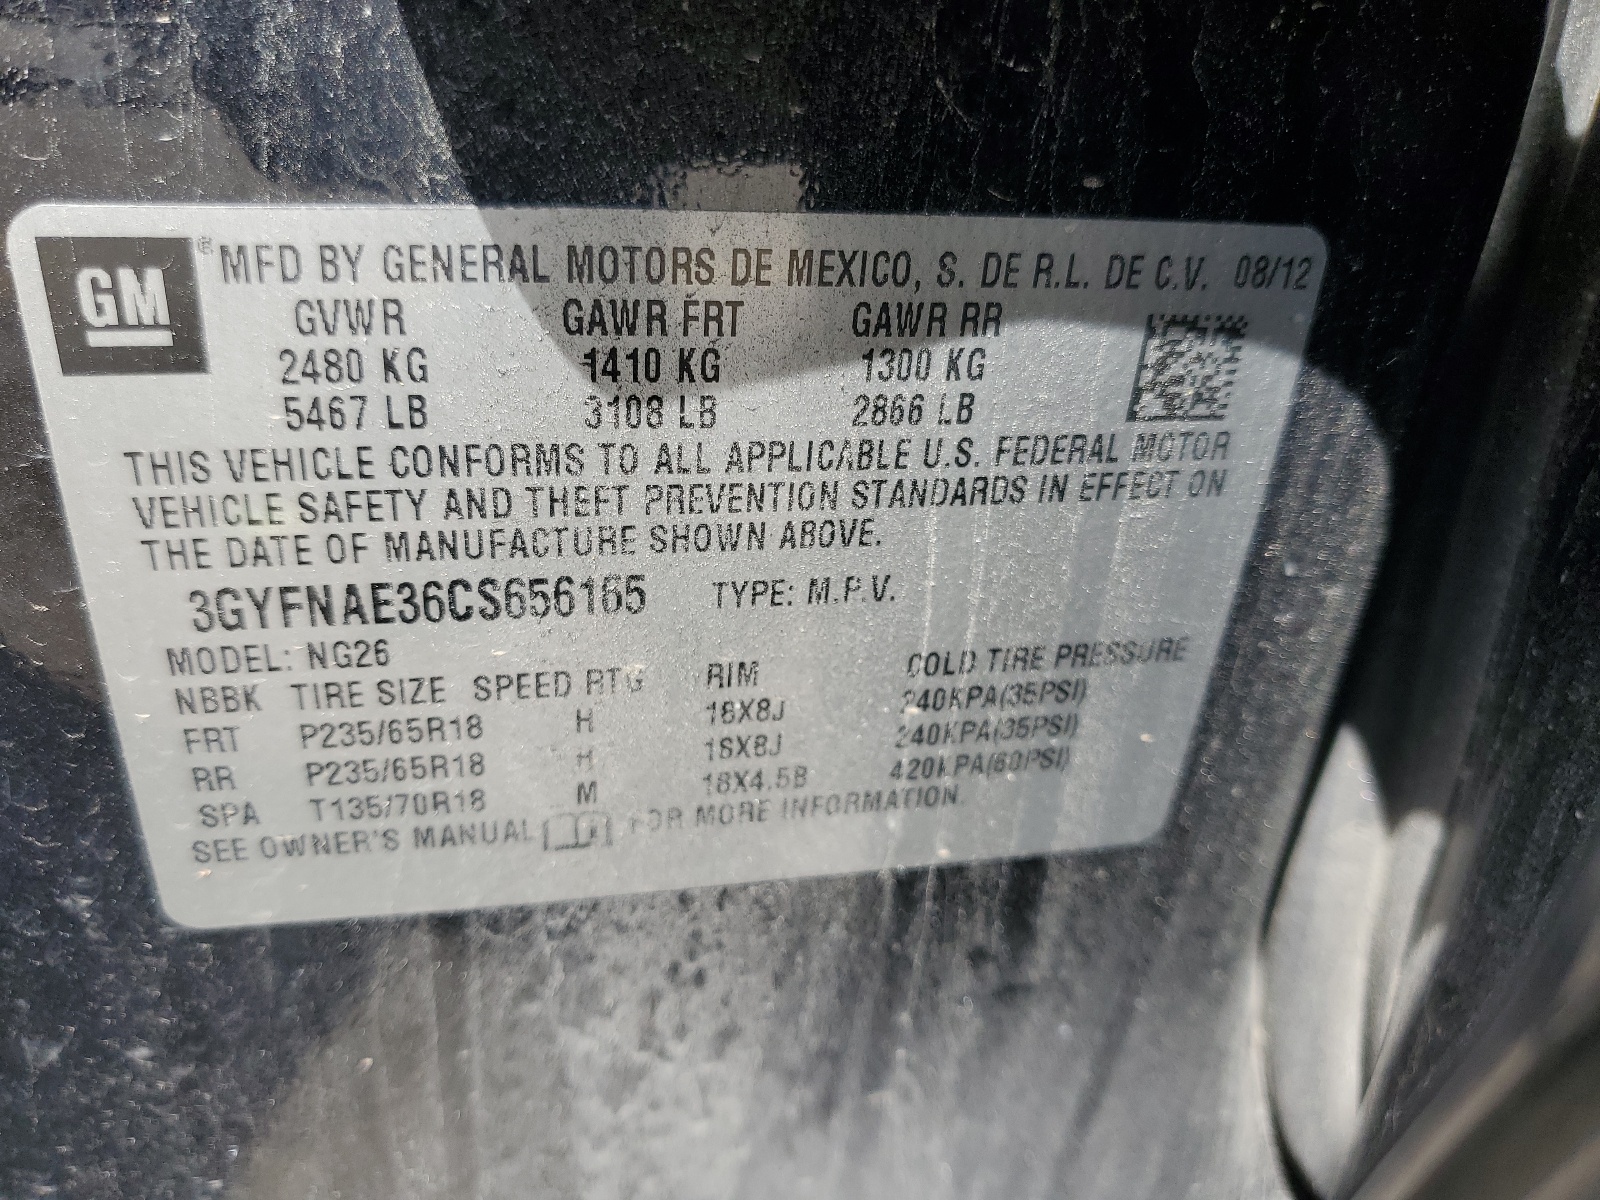 GM
® MFD BY GENERAL MOTORS DE MEXICO, S. DE R.L. DE C.V. 08/12
GVWR GAWR FRT GAWR RR
2480 KG 1410 KG 1300 KG
5467 LB 3108 LB 2866 LB
THIS VEHICLE CONFORMS TO ALL APPLICABLE U.S. FEDERAL MOTOR
VEHICLE SAFETY AND THEFT PREVENTION STANDARDS IN EFFECT ON
THE DATE OF MANUFACTURE SHOWN ABOVE.
3GYFNAE36CS656165 TYPE: M.P.V.
MODEL: NG26
NBBK TIRE SIZE SPEED RTG RIM COLD TIRE PRESSURE
FRT P235/65R18 H 18X8J 240KPA(35PSI)
RR P235/65R18 H 18X8J 240KPA(35PSI)
SPA T135/70R18 M 18X4.5B 420KPA(60PSI)
SEE OWNER'S MANUAL FOR MORE INFORMATION.